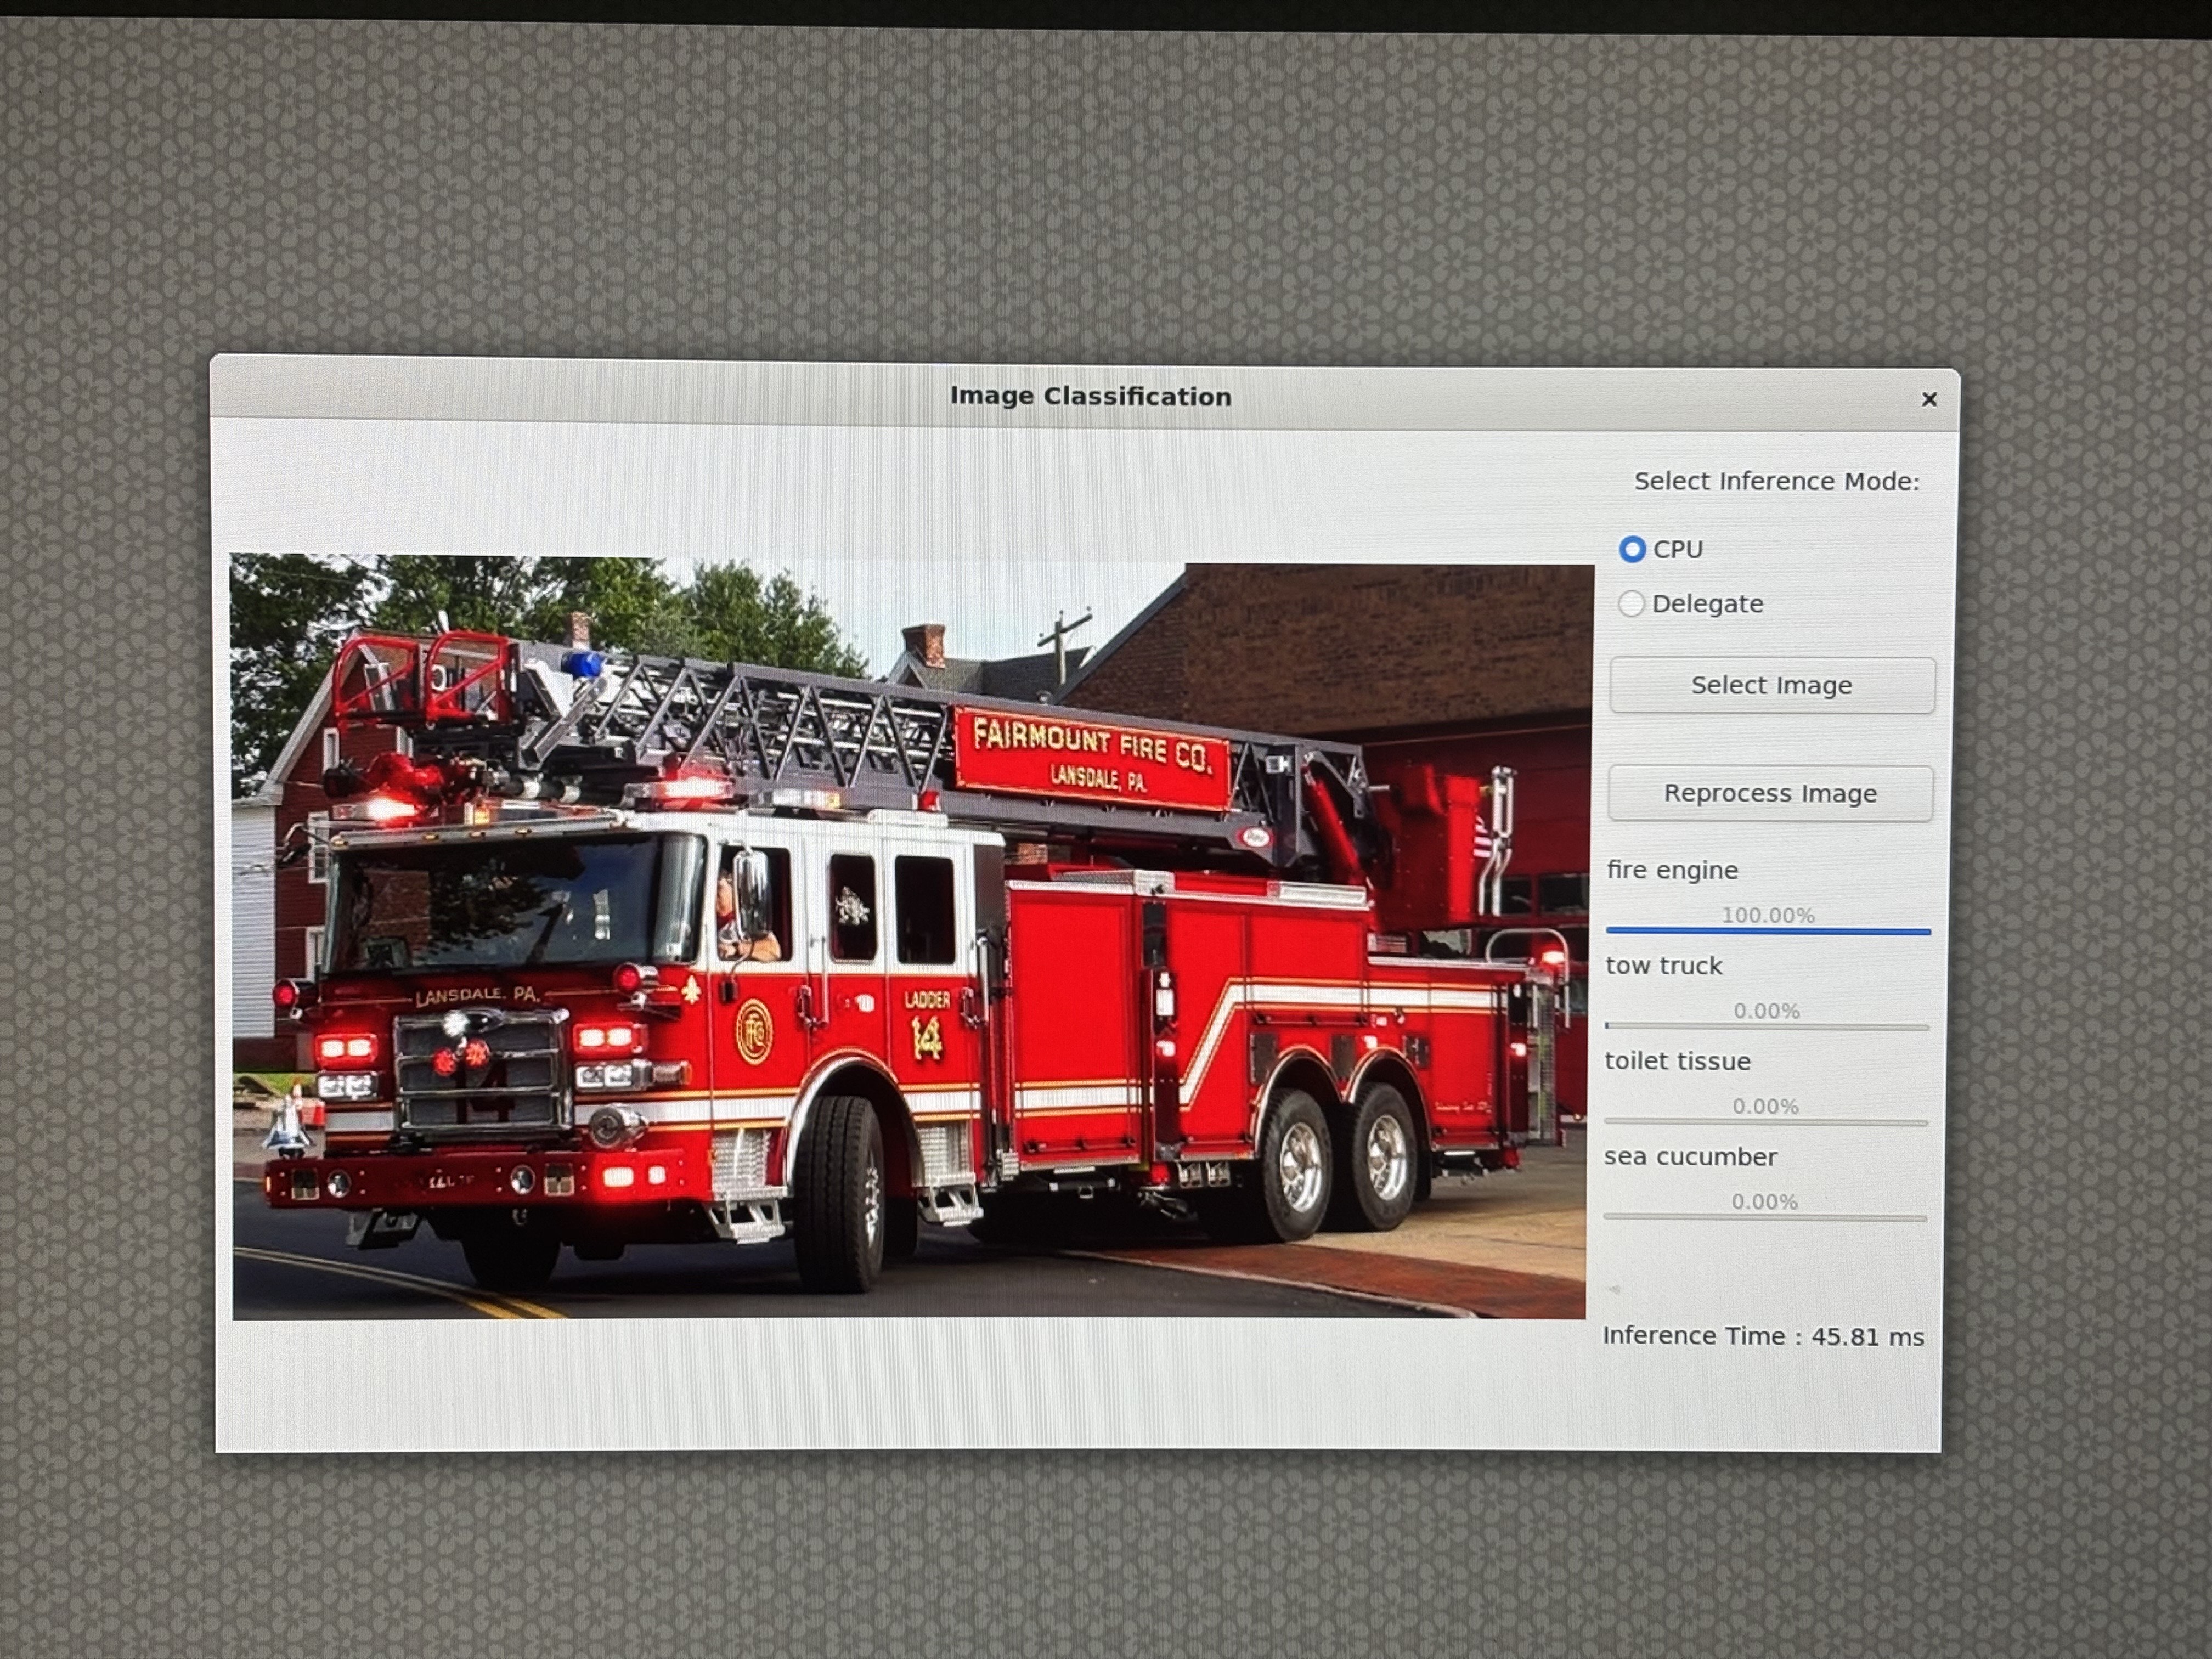 Image Classification
Select Inference Mode:
CPU
Delegate
Select Image
Reprocess Image
fire engine
100.00%
tow truck
0.00%
toilet tissue
0.00%
sea cucumber
0.00%
Inference Time : 45.81 ms
FAIRMOUNT FIRE CO.
LANSDALE, PA.
LANSDALE, PA.
LADDER
14